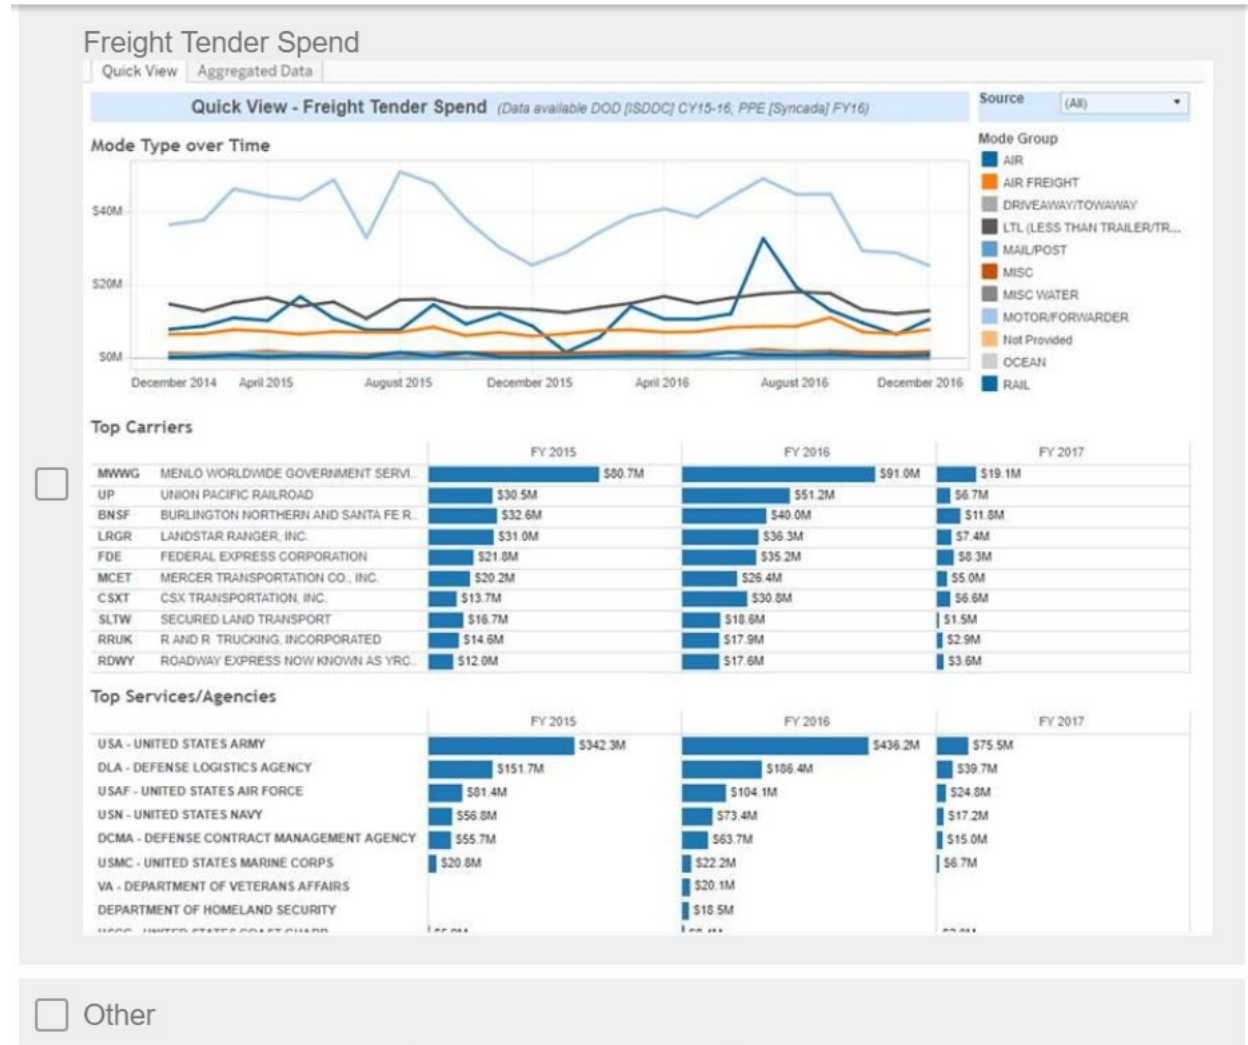 Freight Tender Spend
Quick View Aggregated Data
Quick View - Freight Tender Spend (Data available DOD [ISDDC] CY15-16; PPE [Syncada] FY16)
Source (All)
Mode Type over Time
Mode Group
AIR
AIR FREIGHT
DRIVEAWAY/TOWAWAY
LTL (LESS THAN TRAILER/TR...
MAIL/POST
MISC
MISC WATER
MOTOR/FORWARDER
Not Provided
OCEAN
RAIL
$40M
$20M
$0M
December 2014 April 2015 August 2015 December 2015 April 2016 August 2016 December 2016
Top Carriers
FY 2015 FY 2016 FY 2017
MWWG MENLO WORLDWIDE GOVERNMENT SERVI.. $80.7M $91.0M $19.1M
UP UNION PACIFIC RAILROAD $30.5M $51.2M $6.7M
BNSF BURLINGTON NORTHERN AND SANTA FE R.. $32.6M $40.0M $11.8M
LRGR LANDSTAR RANGER, INC. $31.0M $36.3M $7.4M
FDE FEDERAL EXPRESS CORPORATION $21.8M $35.2M $8.3M
MCET MERCER TRANSPORTATION CO., INC. $20.2M $26.4M $5.0M
CSXT CSX TRANSPORTATION, INC. $13.7M $30.8M $6.6M
SLTW SECURED LAND TRANSPORT $16.7M $18.6M $1.5M
RRUK R AND R TRUCKING, INCORPORATED $14.6M $17.9M $2.9M
RDWY ROADWAY EXPRESS NOW KNOWN AS YRC.. $12.0M $17.6M $3.6M
Top Services/Agencies
FY 2015 FY 2016 FY 2017
USA - UNITED STATES ARMY $342.3M $436.2M $75.5M
DLA - DEFENSE LOGISTICS AGENCY $151.7M $186.4M $39.7M
USAF - UNITED STATES AIR FORCE $81.4M $104.1M $24.8M
USN - UNITED STATES NAVY $56.8M $73.4M $17.2M
DCMA - DEFENSE CONTRACT MANAGEMENT AGENCY $55.7M $63.7M $15.0M
USMC - UNITED STATES MARINE CORPS $20.8M $22.2M $6.7M
VA - DEPARTMENT OF VETERANS AFFAIRS $20.1M
DEPARTMENT OF HOMELAND SECURITY $18.5M
USCG - UNITED STATES COAST GUARD
Other